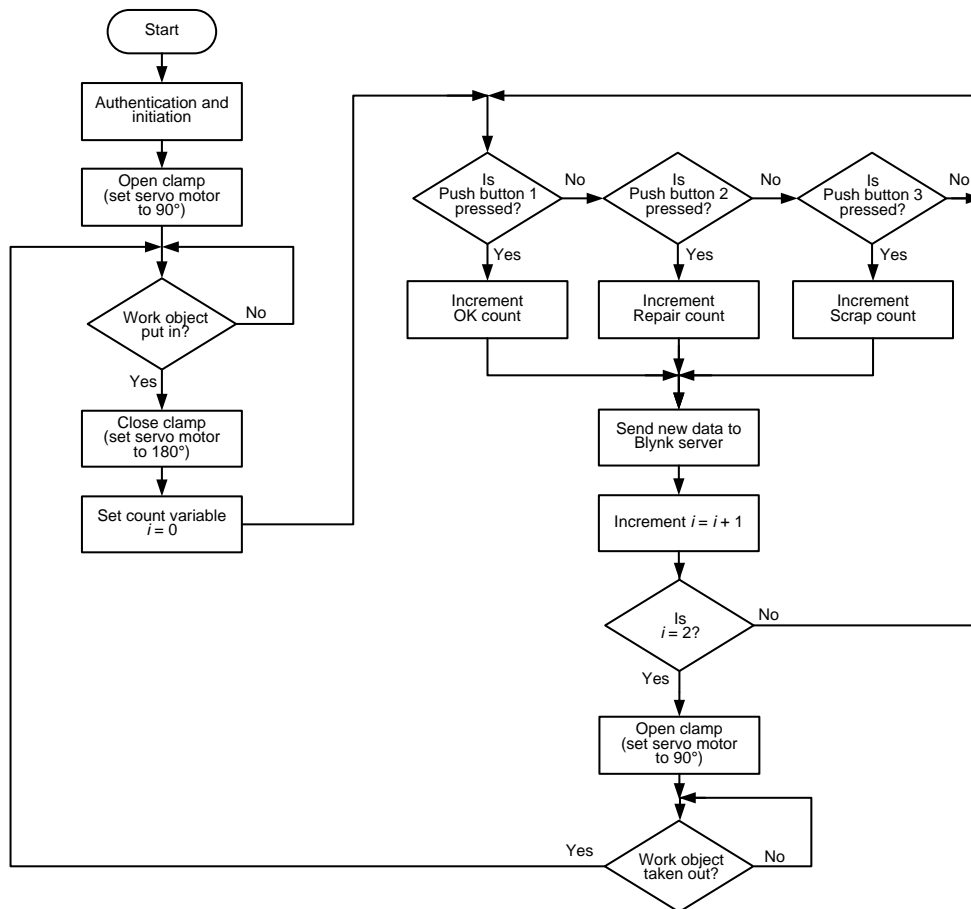 Start
Authentication and
initiation
Open clamp
(set servo motor
to 90°)
Work object
put in?
No
Yes
Close clamp
(set servo motor
to 180°)
Set count variable
i = 0
Is
Push button 1
pressed?
No
Yes
Is
Push button 2
pressed?
No
Yes
Is
Push button 3
pressed?
No
Yes
Increment
OK count
Increment
Repair count
Increment
Scrap count
Send new data to
Blynk server
Increment i = i + 1
Is
i = 2?
No
Yes
Open clamp
(set servo motor
to 90°)
Work object
taken out?
No
Yes